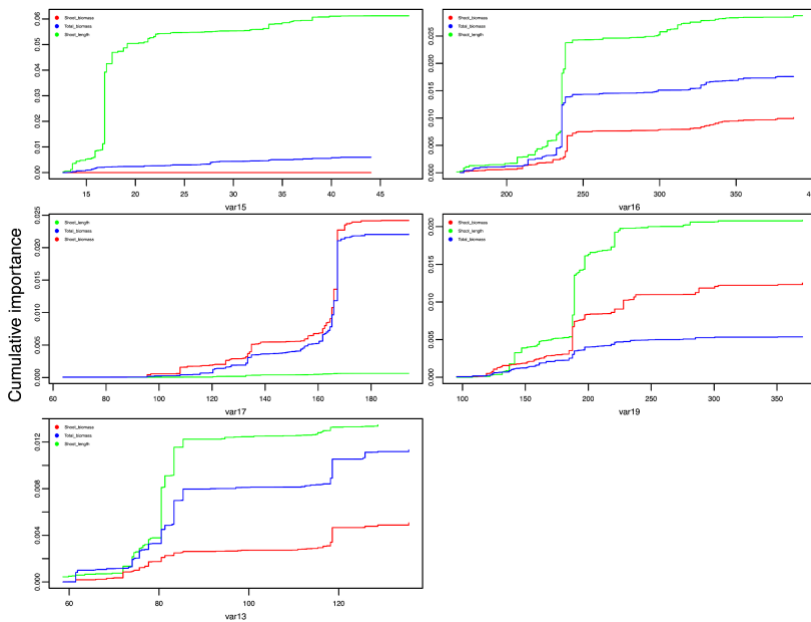 Cumulative importance
0.06
0.05
0.04
0.03
0.02
0.01
0.00
Shoot_biomass
Total_biomass
Shoot_length
15 20 25 30 35 40 45
var15
0.025
0.020
0.015
0.010
0.005
0.000
Shoot_biomass
Total_biomass
Shoot_length
200 250 300 350
var16
0.025
0.020
0.015
0.010
0.005
0.000
Shoot_length
Total_biomass
Shoot_biomass
60 80 100 120 140 160 180
var17
0.020
0.015
0.010
0.005
0.000
Shoot_biomass
Shoot_length
Total_biomass
100 150 200 250 300 350
var19
0.012
0.008
0.004
0.000
Shoot_biomass
Total_biomass
Shoot_length
60 80 100 120
var13